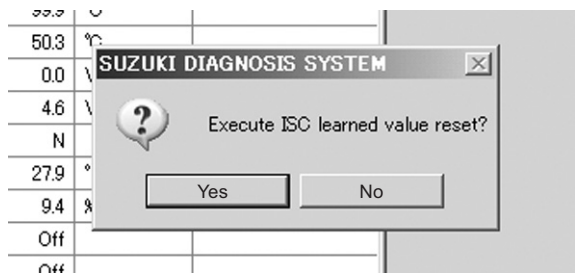 50.3 °C
SUZUKI DIAGNOSIS SYSTEM
0.0
4.6
? Execute ISC learned value reset?
N
27.9
Yes No
9.4 %
Off
Off